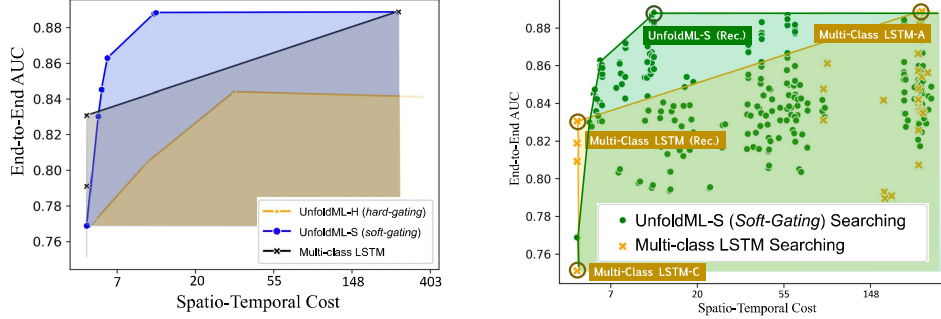 End-to-End AUC
0.88
0.86
0.84
0.82
0.80
0.78
0.76
UnfoldML-H (hard-gating)
UnfoldML-S (soft-gating)
Multi-class LSTM
7
20
55
148
403
Spatio-Temporal Cost
End-to-End AUC
0.88
0.86
0.84
0.82
0.80
0.78
0.76
UnfoldML-S (Rec.)
Multi-Class LSTM-A
Multi-Class LSTM (Rec.)
UnfoldML-S (Soft-Gating) Searching
Multi-class LSTM Searching
Multi-Class LSTM-C
7
20
55
148
Spatio-Temporal Cost